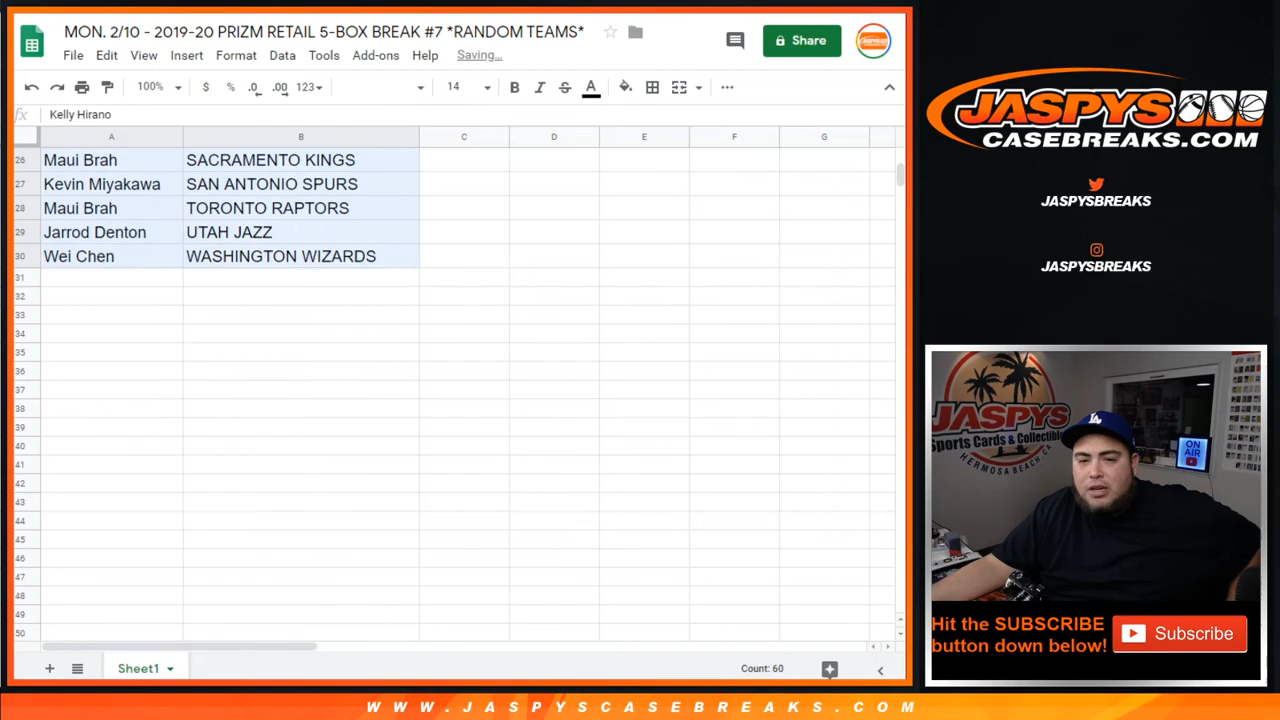 MON. 2/10 - 2019-20 PRIZM RETAIL 5-BOX BREAK #7 *RANDOM TEAMS*
File Edit View Insert Format Data Tools Add-ons Help Saving...
Share
100% $ % .0 .00 123 14 B I S A
fx Kelly Hirano
A B C D E F G
26 Maui Brah SACRAMENTO KINGS
27 Kevin Miyakawa SAN ANTONIO SPURS
28 Maui Brah TORONTO RAPTORS
29 Jarrod Denton UTAH JAZZ
30 Wei Chen WASHINGTON WIZARDS
31
32
33
34
35
36
37
38
39
40
41
42
43
44
45
46
47
48
49
50
Sheet1
Count: 60
JASPYS
CASEBREAKS.COM
JASPYSBREAKS
JASPYSBREAKS
JASPYS
Sports Cards & Collectible
HERMOSA BEACH, CA
LA
ON
AIR
Hit the SUBSCRIBE
button down below!
Subscribe
WWW.JASPYSCASEBREAKS.COM